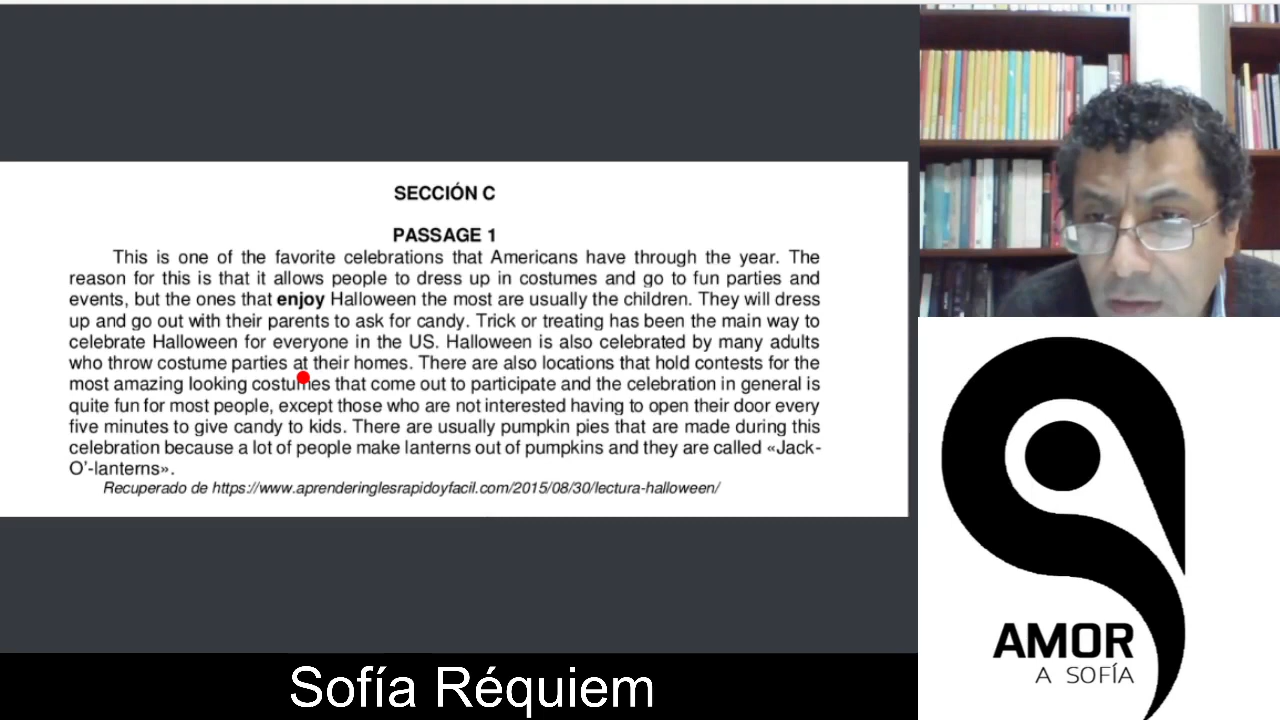 SECCIÓN C
PASSAGE 1
This is one of the favorite celebrations that Americans have through the year. The
reason for this is that it allows people to dress up in costumes and go to fun parties and
events, but the ones that enjoy Halloween the most are usually the children. They will dress
up and go out with their parents to ask for candy. Trick or treating has been the main way to
celebrate Halloween for everyone in the US. Halloween is also celebrated by many adults
who throw costume parties at their homes. There are also locations that hold contests for the
most amazing looking costumes that come out to participate and the celebration in general is
quite fun for most people, except those who are not interested having to open their door every
five minutes to give candy to kids. There are usually pumpkin pies that are made during this
celebration because a lot of people make lanterns out of pumpkins and they are called «Jack-
O'-lanterns».
Recuperado de https://www.aprenderinglesrapidoyfacil.com/2015/08/30/lectura-halloween/
AMOR
A SOFÍA
Sofía Réquiem